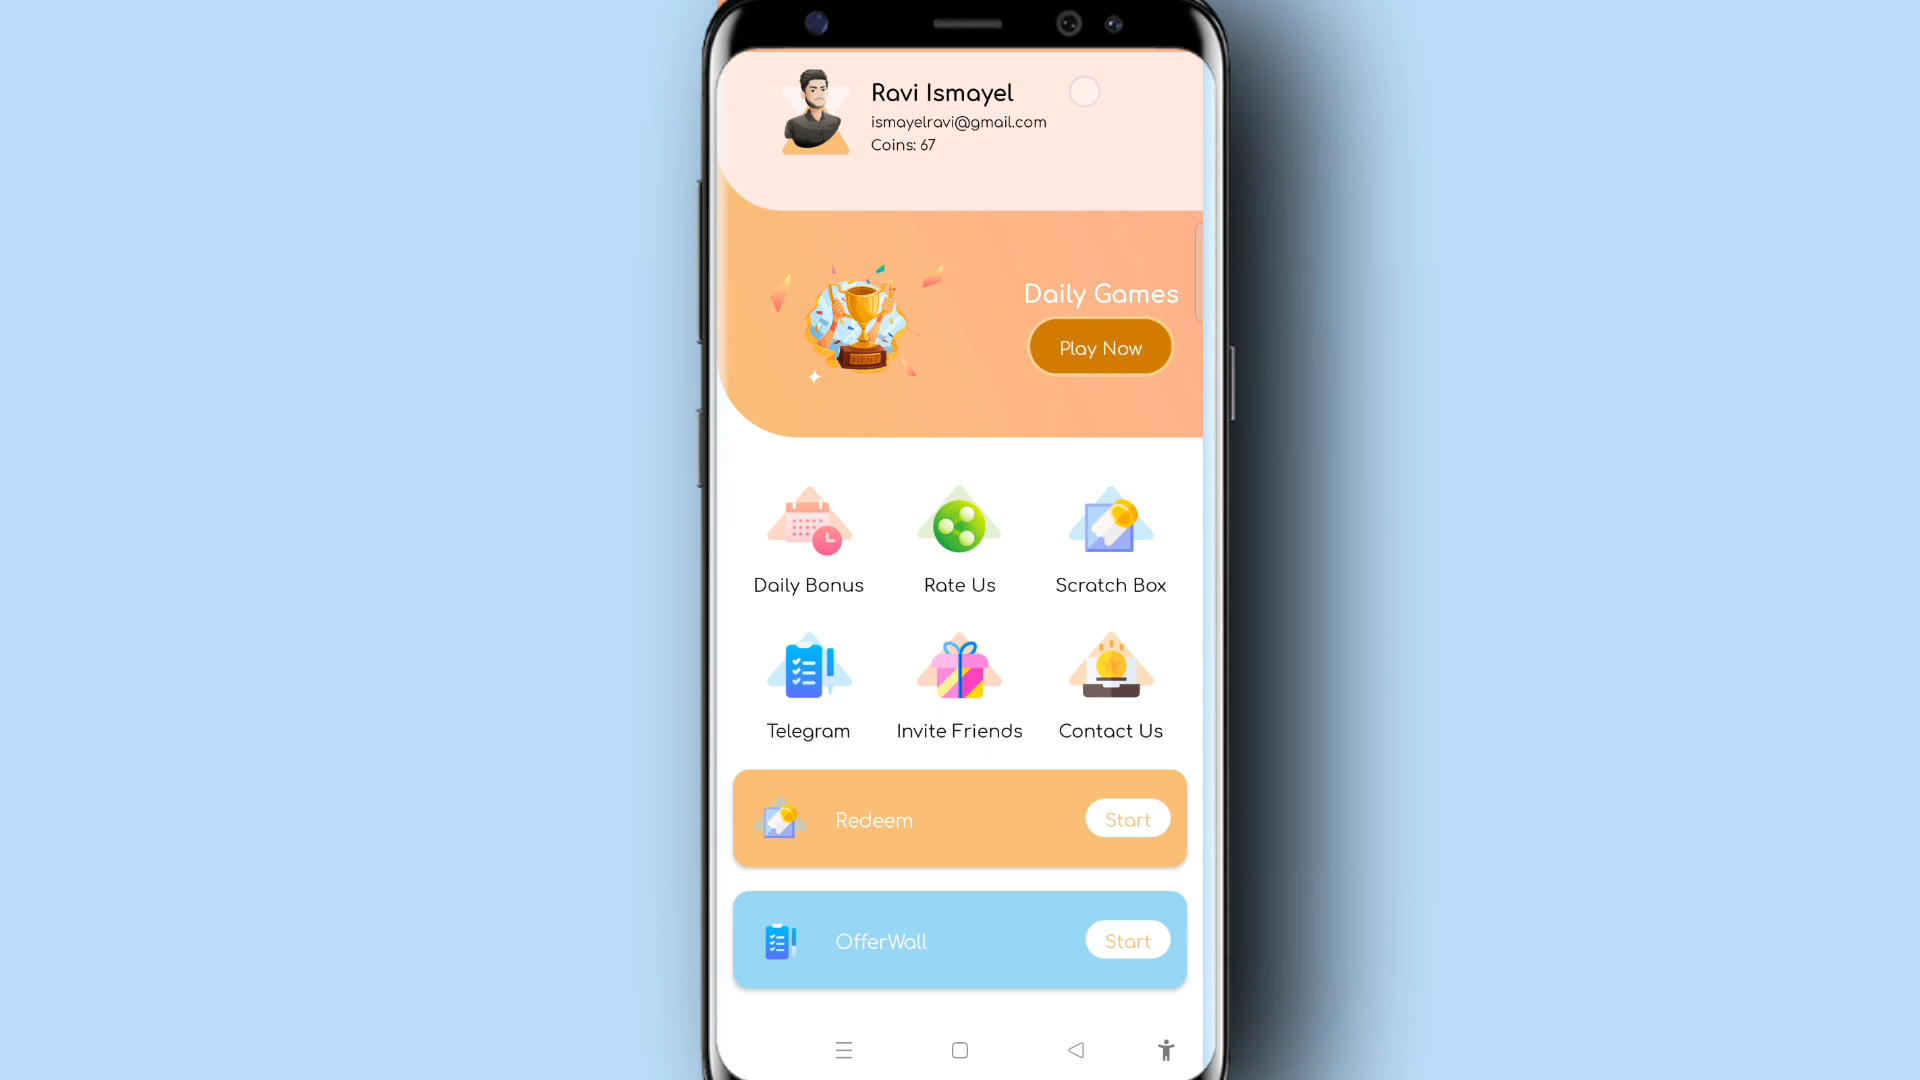 Ravi Ismayel
ismayelravi@gmail.com
Coins: 67
Daily Games
Play Now
BEST
Daily Bonus
Rate Us
Scratch Box
Telegram
Invite Friends
Contact Us
Redeem
Start
OfferWall
Start